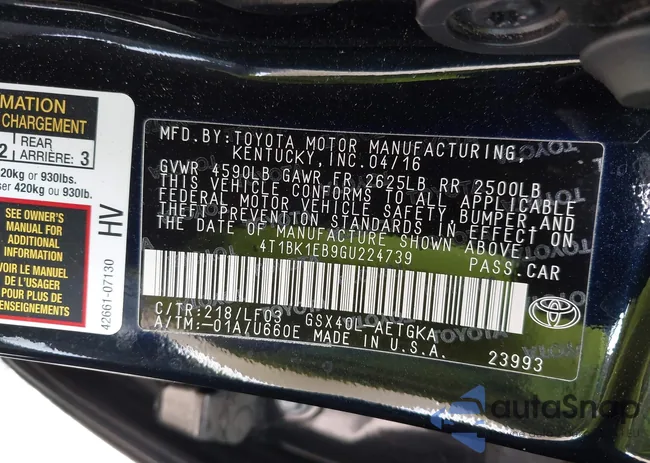 MATION
CHARGEMENT
2
REAR
ARRIÈRE: 3
20kg or 930lbs.
ser 420kg ou 930lb.
SEE OWNER'S
MANUAL FOR
ADDITIONAL
INFORMATION
VOIR LE MANUEL
DE L'USAGER
POUR PLUS DE
RENSEIGNEMENTS
HV
42661-07130
MFD.BY:TOYOTA MOTOR MANUFACTURING,
KENTUCKY,INC.04/16
GVWR 4590LB GAWR FR 2625LB RR 2500LB
THIS VEHICLE CONFORMS TO ALL APPLICABLE
FEDERAL MOTOR VEHICLE SAFETY,BUMPER,AND
THEFT PREVENTION STANDARDS IN EFFECT ON
THE DATE OF MANUFACTURE SHOWN ABOVE.
4T1BK1EB9GU224739 PASS.CAR
C/TR:218/LF03 GSX40L-AETGKA
A/TM:-01A/U660E MADE IN U.S.A.
23993
TOYOTA
autoSnap